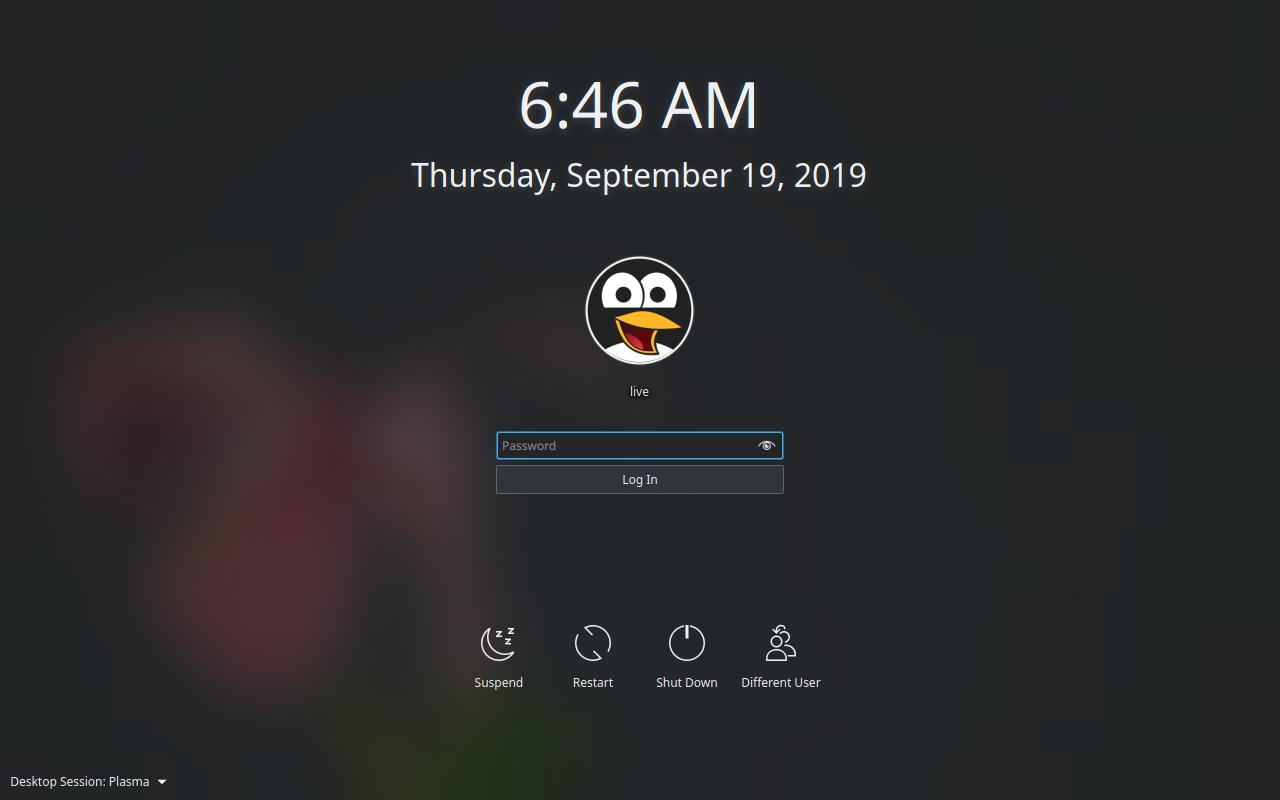 6:46 AM
Thursday, September 19, 2019
live
Password
Log In
Suspend
Restart
Shut Down
Different User
Desktop Session: Plasma